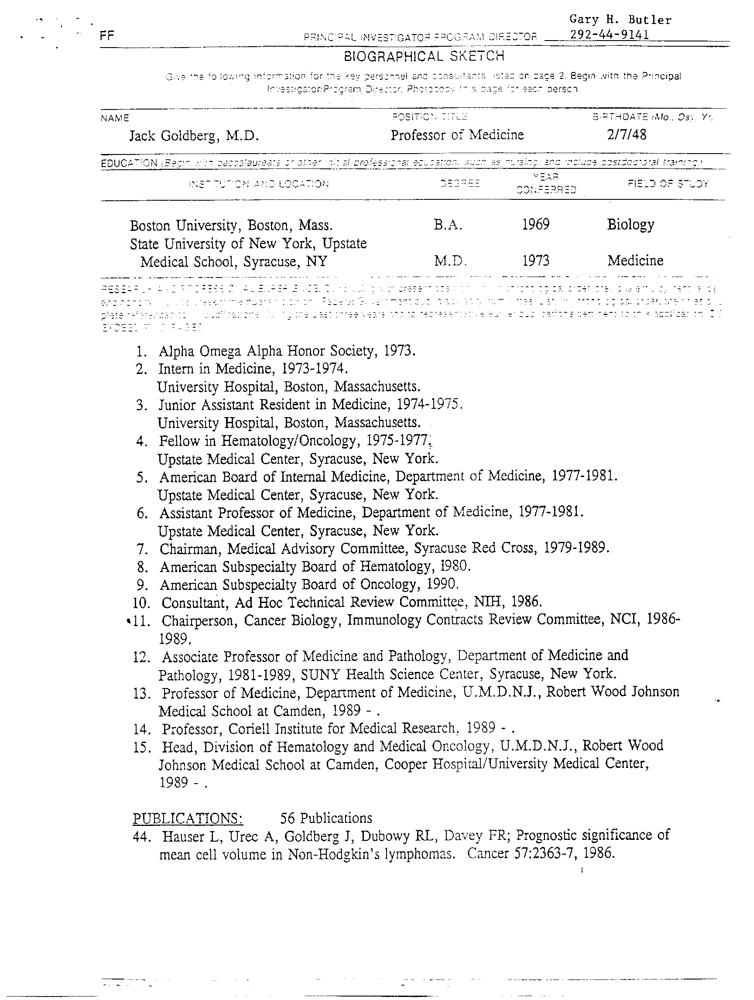 Gary H. Butler
FF PRINCIPAL INVESTIGATOR PROGRAM DIRECTOR 292-44-9141
BIOGRAPHICAL SKETCH
Give the following information for the key personnel and consultants listed on page 2. Begin with the Principal
Investigator/Program Director. Photocopy this page for each person.
NAME POSITION TITLE BIRTHDATE (Mo., Day, Yr.)
Jack Goldberg, M.D. Professor of Medicine 2/7/48
EDUCATION (Begin with baccalaureate or other initial professional education, such as nursing, and include postdoctoral training.)
INSTITUTION AND LOCATION DEGREE YEAR CONFERRED FIELD OF STUDY
Boston University, Boston, Mass. B.A. 1969 Biology
State University of New York, Upstate
Medical School, Syracuse, NY M.D. 1973 Medicine
1. Alpha Omega Alpha Honor Society, 1973.
2. Intern in Medicine, 1973-1974.
University Hospital, Boston, Massachusetts.
3. Junior Assistant Resident in Medicine, 1974-1975.
University Hospital, Boston, Massachusetts.
4. Fellow in Hematology/Oncology, 1975-1977,
Upstate Medical Center, Syracuse, New York.
5. American Board of Internal Medicine, Department of Medicine, 1977-1981.
Upstate Medical Center, Syracuse, New York.
6. Assistant Professor of Medicine, Department of Medicine, 1977-1981.
Upstate Medical Center, Syracuse, New York.
7. Chairman, Medical Advisory Committee, Syracuse Red Cross, 1979-1989.
8. American Subspecialty Board of Hematology, 1980.
9. American Subspecialty Board of Oncology, 1990.
10. Consultant, Ad Hoc Technical Review Committee, NIH, 1986.
11. Chairperson, Cancer Biology, Immunology Contracts Review Committee, NCI, 1986-
1989.
12. Associate Professor of Medicine and Pathology, Department of Medicine and
Pathology, 1981-1989, SUNY Health Science Center, Syracuse, New York.
13. Professor of Medicine, Department of Medicine, U.M.D.N.J., Robert Wood Johnson
Medical School at Camden, 1989 - .
14. Professor, Coriell Institute for Medical Research, 1989 - .
15. Head, Division of Hematology and Medical Oncology, U.M.D.N.J., Robert Wood
Johnson Medical School at Camden, Cooper Hospital/University Medical Center,
1989 - .
PUBLICATIONS: 56 Publications
44. Hauser L, Urec A, Goldberg J, Dubowy RL, Davey FR; Prognostic significance of
mean cell volume in Non-Hodgkin's lymphomas. Cancer 57:2363-7, 1986.